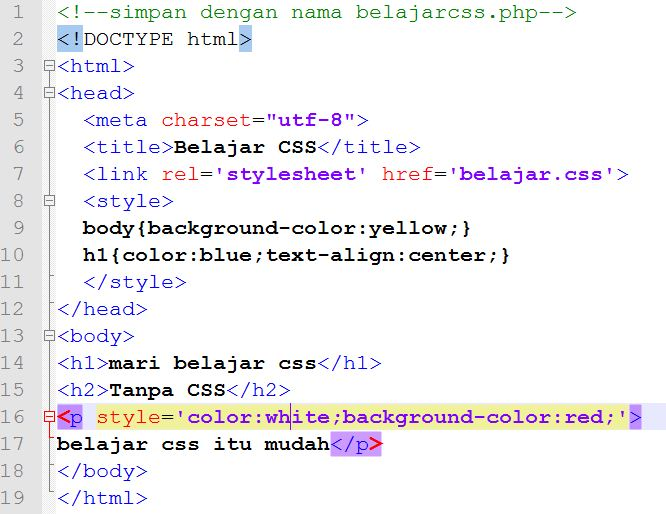 1 <!--simpan dengan nama belajarcss.php-->
2 <!DOCTYPE html>
3 <html>
4 <head>
5 <meta charset="utf-8">
6 <title>Belajar CSS</title>
7 <link rel='stylesheet' href='belajar.css'>
8 <style>
9 body{background-color:yellow;}
10 h1{color:blue;text-align:center;}
11 </style>
12 </head>
13 <body>
14 <h1>mari belajar css</h1>
15 <h2>Tanpa CSS</h2>
16 <p style='color:white;background-color:red;'>
17 belajar css itu mudah</p>
18 </body>
19 </html>